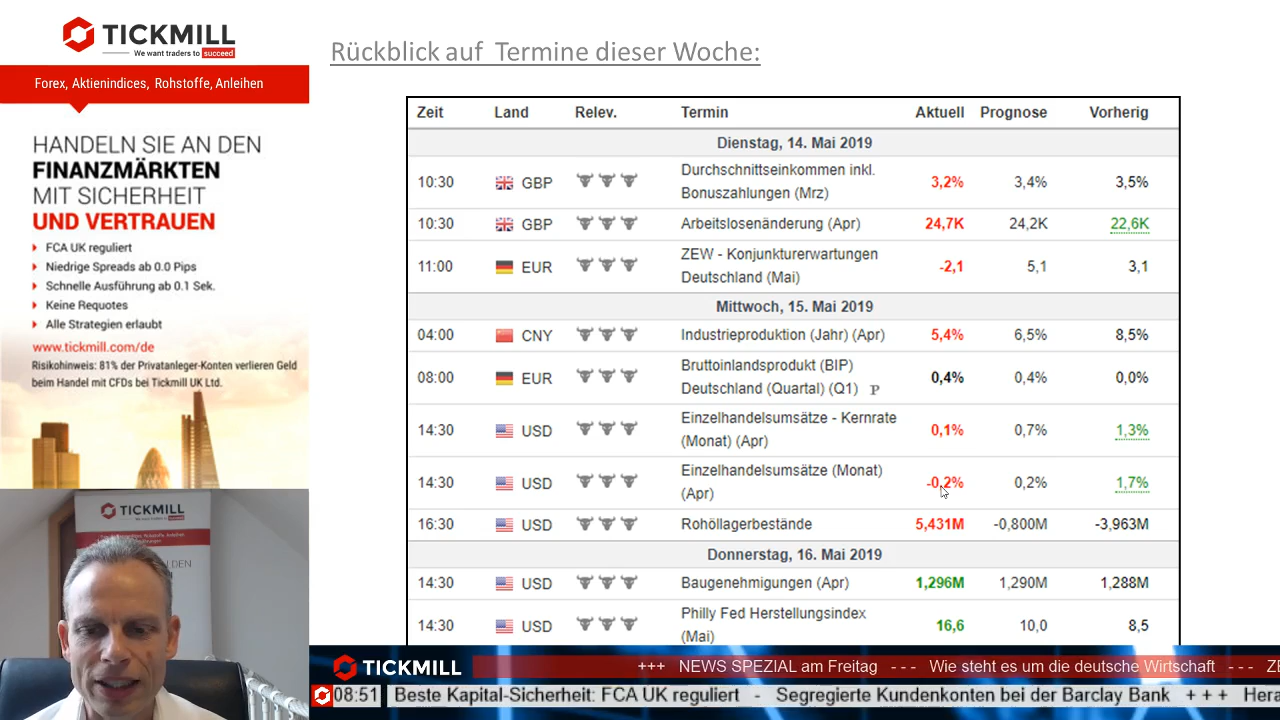 TICKMILL
We want traders to succeed
Forex, Aktienindices, Rohstoffe, Anleihen
HANDELN SIE AN DEN
FINANZMÄRKTEN
MIT SICHERHEIT
UND VERTRAUEN
FCA UK reguliert
Niedrige Spreads ab 0.0 Pips
Schnelle Ausführung ab 0.1 Sek.
Keine Requotes
Alle Strategien erlaubt
www.tickmill.com/de
Risikohinweis: 81% der Privatanleger-Konten verlieren Geld
beim Handel mit CFDs bei Tickmill UK Ltd.
TICKMILL
Rückblick auf Termine dieser Woche:
Zeit Land Relev. Termin Aktuell Prognose Vorherig
Dienstag, 14. Mai 2019
10:30 GBP Durchschnittseinkommen inkl. 3,2% 3,4% 3,5%
Bonuszahlungen (Mrz)
10:30 GBP Arbeitslosenänderung (Apr) 24,7K 24,2K 22,6K
11:00 EUR ZEW - Konjunkturerwartungen -2,1 5,1 3,1
Deutschland (Mai)
Mittwoch, 15. Mai 2019
04:00 CNY Industrieproduktion (Jahr) (Apr) 5,4% 6,5% 8,5%
08:00 EUR Bruttoinlandsprodukt (BIP) 0,4% 0,4% 0,0%
Deutschland (Quartal) (Q1) P
14:30 USD Einzelhandelsumsätze - Kernrate 0,1% 0,7% 1,3%
(Monat) (Apr)
14:30 USD Einzelhandelsumsätze (Monat) -0,2% 0,2% 1,7%
(Apr)
16:30 USD Rohöllagerbestände 5,431M -0,800M -3,963M
Donnerstag, 16. Mai 2019
14:30 USD Baugenehmigungen (Apr) 1,296M 1,290M 1,288M
14:30 USD Philly Fed Herstellungsindex 16,6 10,0 8,5
(Mai)
TICKMILL +++ NEWS SPEZIAL am Freitag - - - Wie steht es um die deutsche Wirtschaft - - - ZE
08:51 Beste Kapital-Sicherheit: FCA UK reguliert - Segregierte Kundenkonten bei der Barclay Bank + + + Hera